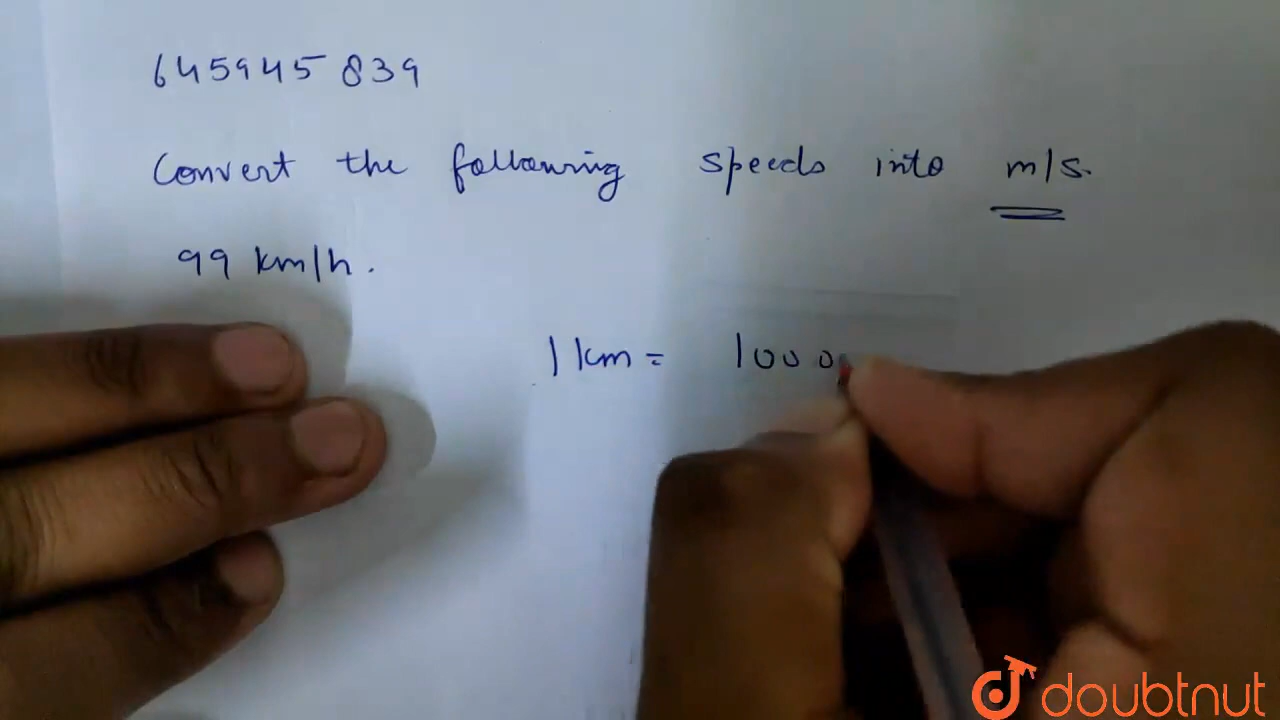 645945839
Convert the following speeds into m/s.
99 km/h.
1 km = 1000
doubtnut